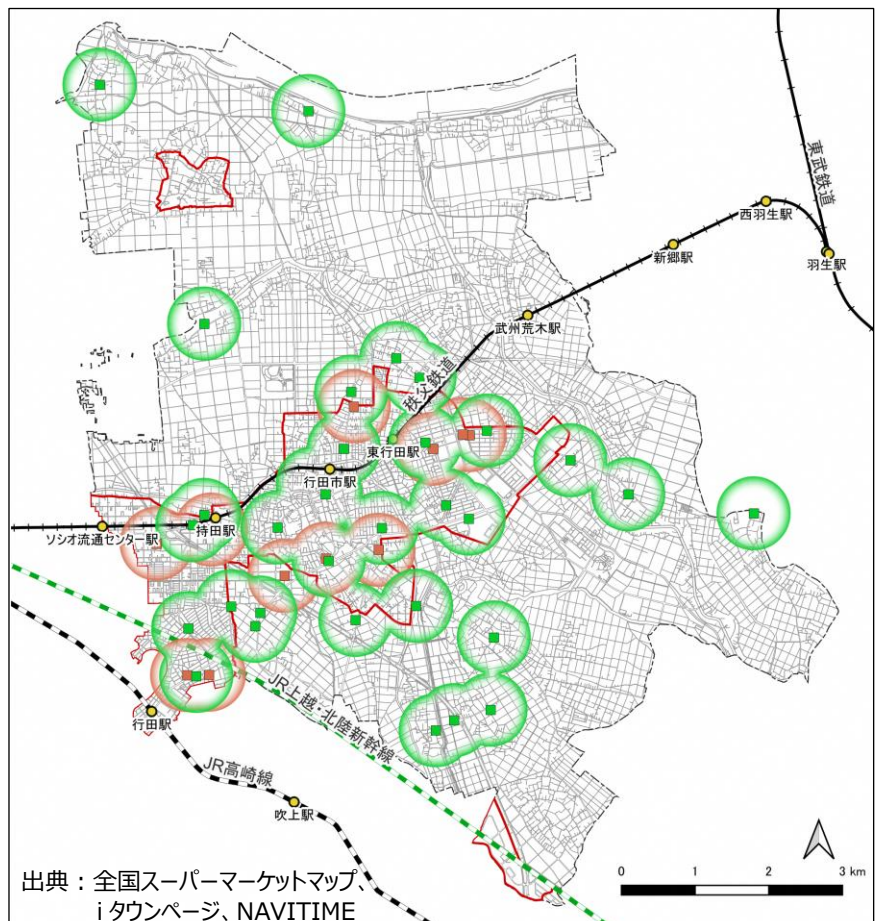 東武鉄道
西羽生駅
新郷駅
羽生駅
武州荒木駅
秩父鉄道
東行田駅
行田市駅
持田駅
ソシオ流通センター駅
JR上越・北陸新幹線
行田駅
JR高崎線
吹上駅
出典：全国スーパーマーケットマップ、
iタウンページ、NAVITIME
0 1 2 3 km